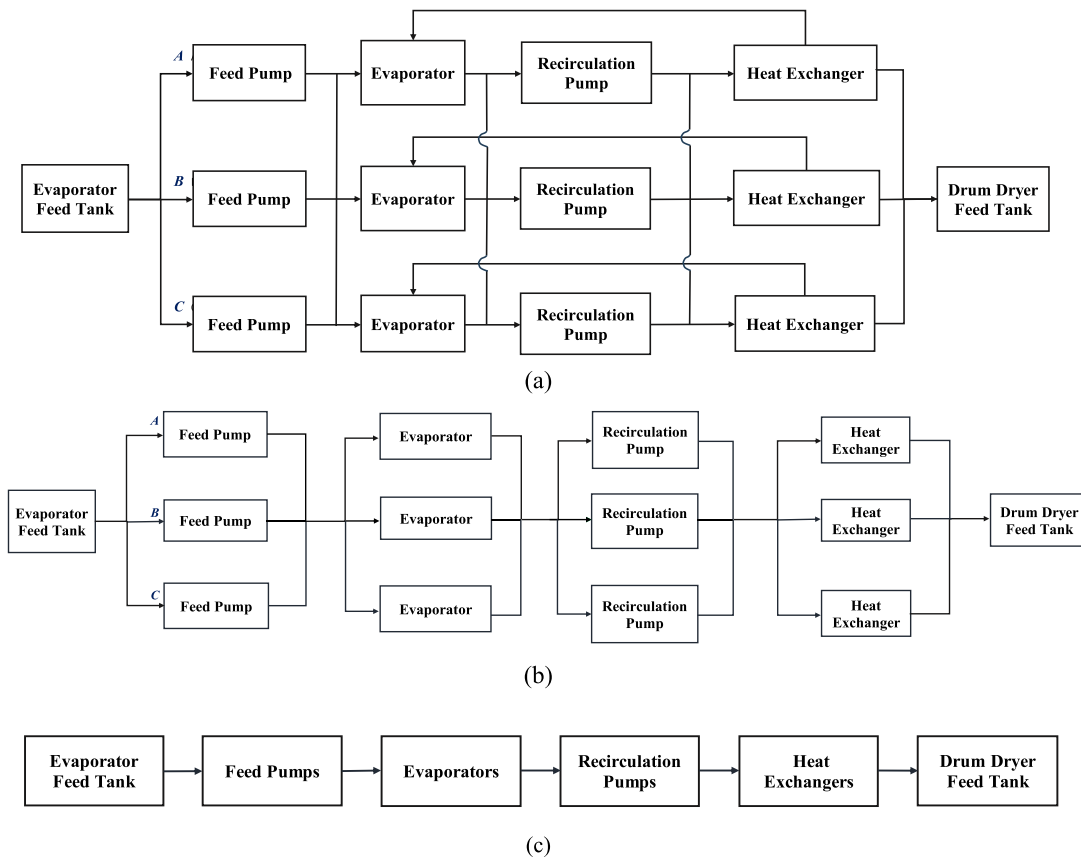 A
Feed Pump
Evaporator
Recirculation
Pump
Heat Exchanger
Evaporator
Feed Tank
B
Feed Pump
Evaporator
Recirculation
Pump
Heat Exchanger
Drum Dryer
Feed Tank
C
Feed Pump
Evaporator
Recirculation
Pump
Heat Exchanger
(a)
A
Feed Pump
Evaporator
Recirculation
Pump
Heat
Exchanger
Evaporator
Feed Tank
B
Feed Pump
Evaporator
Recirculation
Pump
Heat
Exchanger
Drum Dryer
Feed Tank
C
Feed Pump
Evaporator
Recirculation
Pump
Heat
Exchanger
(b)
Evaporator
Feed Tank
Feed Pumps
Evaporators
Recirculation
Pumps
Heat
Exchangers
Drum Dryer
Feed Tank
(c)